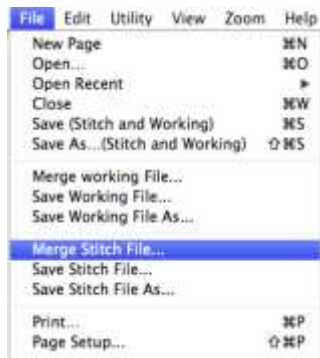 File Edit Utility View Zoom Help
New Page ⌘N
Open... ⌘O
Open Recent ▶
Close ⌘W
Save (Stitch and Working) ⌘S
Save As...(Stitch and Working) ⇧⌘S
Merge working File...
Save Working File...
Save Working File As...
Merge Stitch File...
Save Stitch File...
Save Stitch File As...
Print... ⌘P
Page Setup... ⇧⌘P